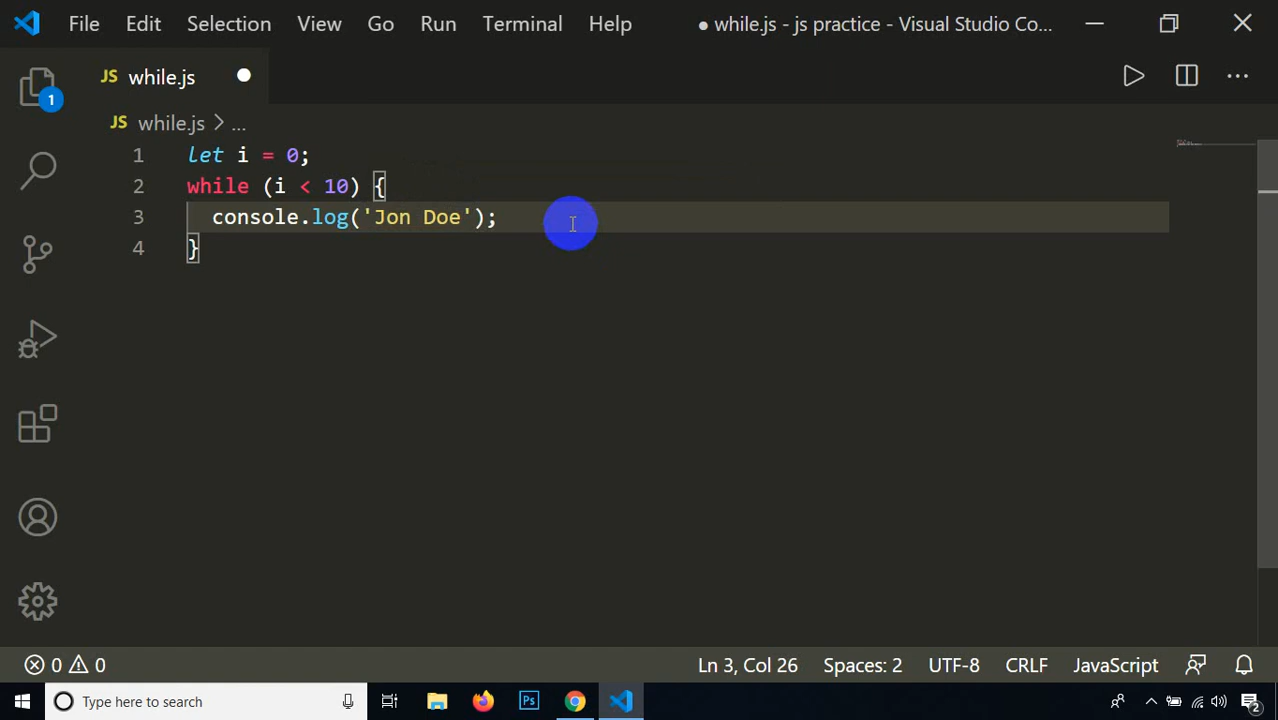 File Edit Selection View Go Run Terminal Help ● while.js - js practice - Visual Studio Co...
JS while.js ●
1
JS while.js > ...
1 let i = 0;
2 while (i < 10) {
3 console.log('Jon Doe');
4 }
0 0 Ln 3, Col 26 Spaces: 2 UTF-8 CRLF JavaScript
Type here to search Ps 2